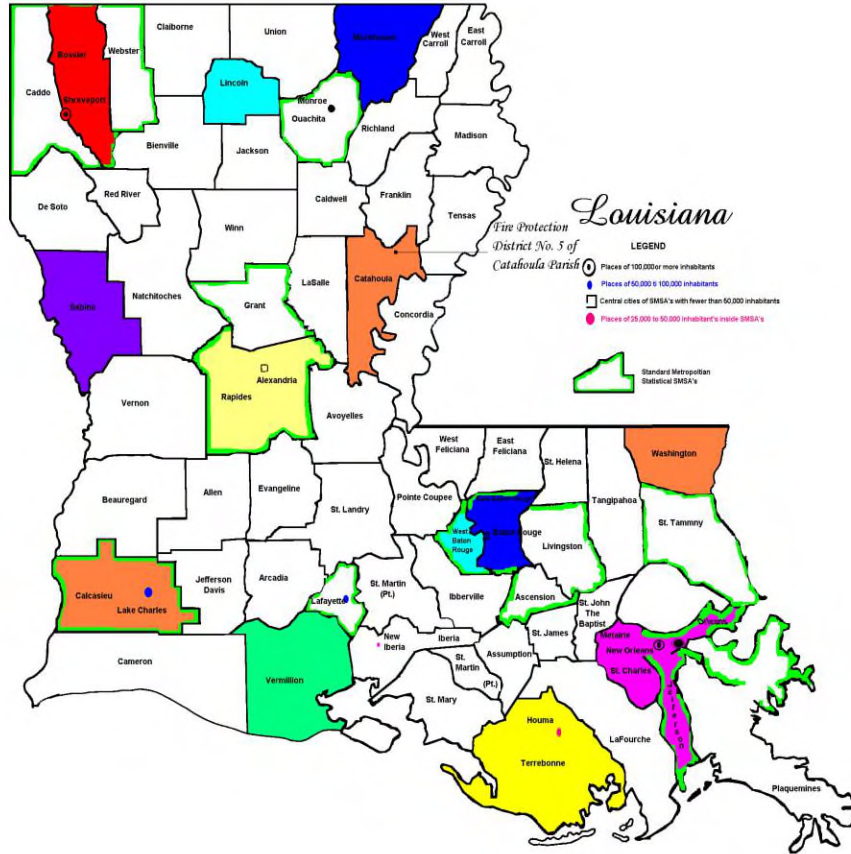 Claiborne
Union
Morehouse
West
Carroll
East
Carroll
Bossier
Webster
Caddo
Shreveport
Lincoln
Monroe
Ouachita
Richland
Madison
Bienville
Jackson
De Soto
Red River
Caldwell
Franklin
Tensas
Winn
Fire Protection
District No. 5 of
Catahoula Parish
Louisiana
LEGEND
Places of 100,000or more inhabitants
Places of 50,000 to 100,000 inhabitants
Central cities of SMSA's with fewer than 50,000 inhabitants
Places of 25,000 to 50,000 inhabitant's inside SMSA's
Standard Metropoltian
Statistical SMSA's
Sabine
Natchitoches
Grant
LaSalle
Catahoula
Concordia
Alexandria
Rapides
Vernon
Avoyelles
West
Feliciana
East
Feliciana
St. Helena
Washington
Beauregard
Allen
Evangeline
St. Landry
Pointe Coupee
Tangipahoa
St. Tammny
West
Baton
Rouge
Baton Rouge
Livingston
Calcasieu
Lake Charles
Jefferson
Davis
Arcadia
Lafayette
St. Martin
(Pt.)
Ibberville
Ascension
St. John
The
Baptist
Orleans
Metairie
New Orleans
St. Charles
Jefferson
Cameron
Vermillion
New
Iberia
Iberia
St.
Martin
(Pt.)
Assumption
St. James
St. Mary
Houma
Terrebonne
LaFourche
Plaquemines